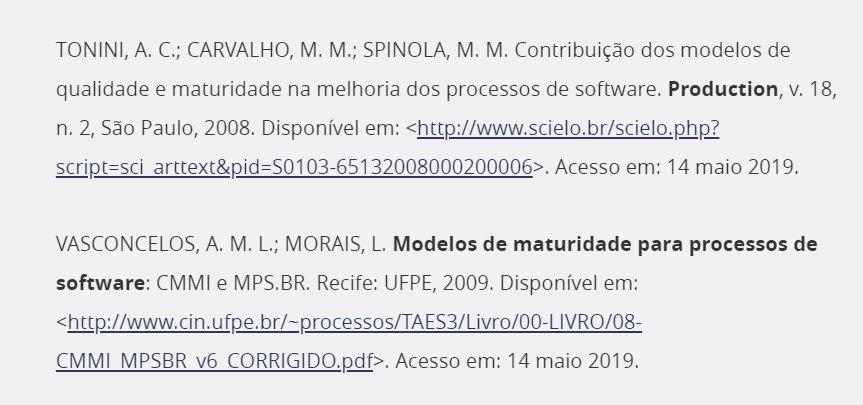 TONINI, A. C.; CARVALHO, M. M.; SPINOLA, M. M. Contribuição dos modelos de
qualidade e maturidade na melhoria dos processos de software. Production, v. 18,
n. 2, São Paulo, 2008. Disponível em: <http://www.scielo.br/scielo.php?
script=sci_arttext&pid=S0103-65132008000200006>. Acesso em: 14 maio 2019.
VASCONCELOS, A. M. L.; MORAIS, L. Modelos de maturidade para processos de
software: CMMI e MPS.BR. Recife: UFPE, 2009. Disponível em:
<http://www.cin.ufpe.br/~processos/TAES3/Livro/00-LIVRO/08-
CMMI_MPSBR_v6_CORRIGIDO.pdf>. Acesso em: 14 maio 2019.